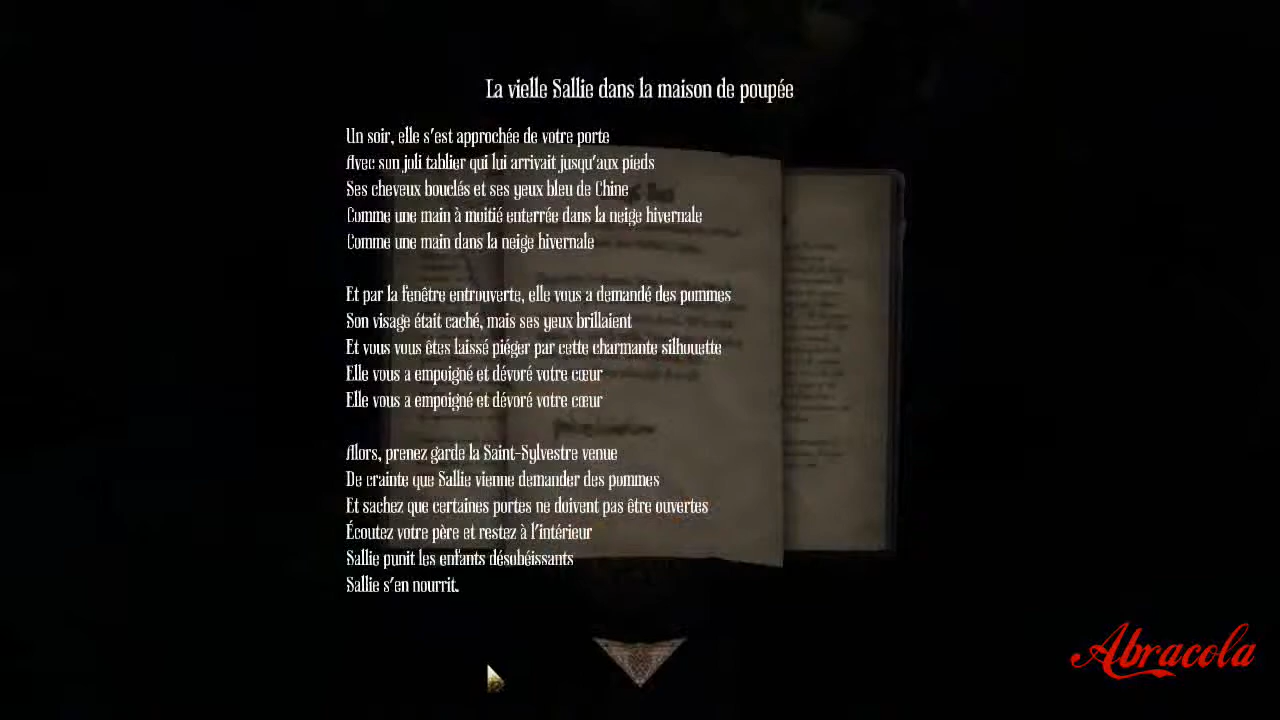 La vielle Sallie dans la maison de poupée
Un soir, elle s'est approchée de votre porte
Avec son joli tablier qui lui arrivait jusqu'aux pieds
Ses cheveux bouclés et ses yeux bleu de Chine
Comme une main à moitié enterrée dans la neige hivernale
Comme une main dans la neige hivernale
Et par la fenêtre entrouverte, elle vous a demandé des pommes
Son visage était caché, mais ses yeux brillaient
Et vous vous êtes laissé piéger par cette charmante silhouette
Elle vous a empoigné et dévoré votre cœur
Elle vous a empoigné et dévoré votre cœur
Alors, prenez garde la Saint-Sylvestre venue
De crainte que Sallie vienne demander des pommes
Et sachez que certaines portes ne doivent pas être ouvertes
Écoutez votre père et restez à l'intérieur
Sallie punit les enfants désobéissants
Sallie s'en nourrit.
Abracola